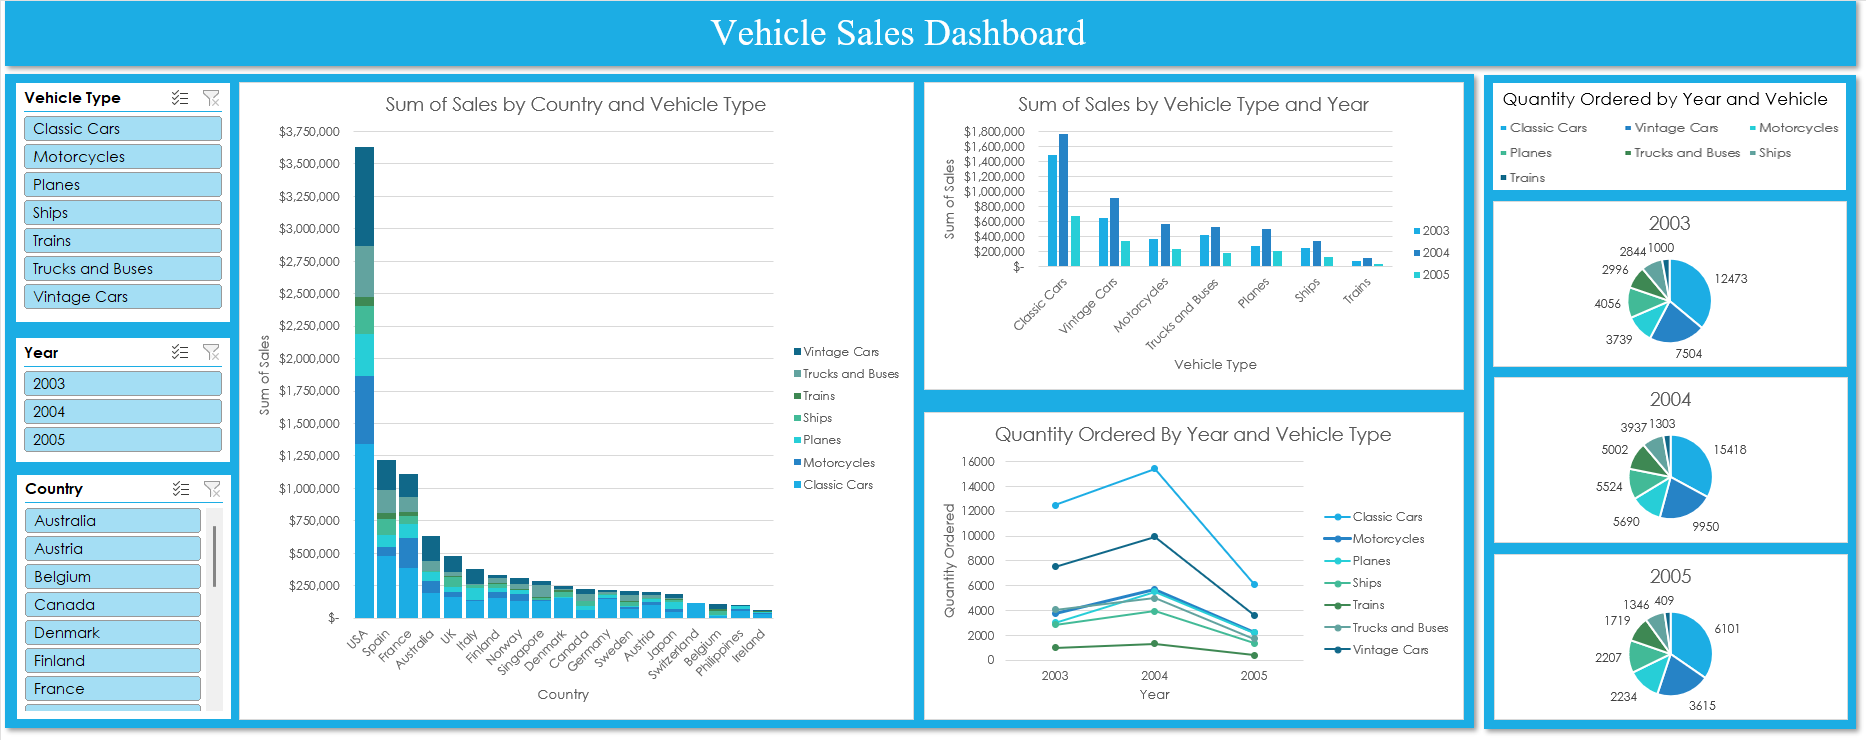 Vehicle Sales Dashboard
Vehicle Type
Classic Cars
Motorcycles
Planes
Ships
Trains
Trucks and Buses
Vintage Cars
Year
2003
2004
2005
Country
Australia
Austria
Belgium
Canada
Denmark
Finland
France
Sum of Sales by Country and Vehicle Type
Sum of Sales
$3,750,000
$3,500,000
$3,250,000
$3,000,000
$2,750,000
$2,500,000
$2,250,000
$2,000,000
$1,750,000
$1,500,000
$1,250,000
$1,000,000
$750,000
$500,000
$250,000
$-
USA
Spain
France
Australia
UK
Italy
Finland
Norway
Singapore
Denmark
Canada
Germany
Sweden
Austria
Japan
Switzerland
Belgium
Philippines
Ireland
Country
Vintage Cars
Trucks and Buses
Trains
Ships
Planes
Motorcycles
Classic Cars
Sum of Sales by Vehicle Type and Year
Sum of Sales
$1,800,000
$1,600,000
$1,400,000
$1,200,000
$1,000,000
$800,000
$600,000
$400,000
$200,000
$-
Classic Cars
Vintage Cars
Motorcycles
Trucks and Buses
Planes
Ships
Trains
Vehicle Type
2003
2004
2005
Quantity Ordered By Year and Vehicle Type
Quantity Ordered
16000
14000
12000
10000
8000
6000
4000
2000
0
2003
2004
2005
Year
Classic Cars
Motorcycles
Planes
Ships
Trains
Trucks and Buses
Vintage Cars
Quantity Ordered by Year and Vehicle
Classic Cars Vintage Cars Motorcycles
Planes Trucks and Buses Ships
Trains
2003
2844 1000
2996 12473
4056
3739
7504
2004
3937 1303
5002 15418
5524
5690
9950
2005
1346 409
1719 6101
2207
2234
3615